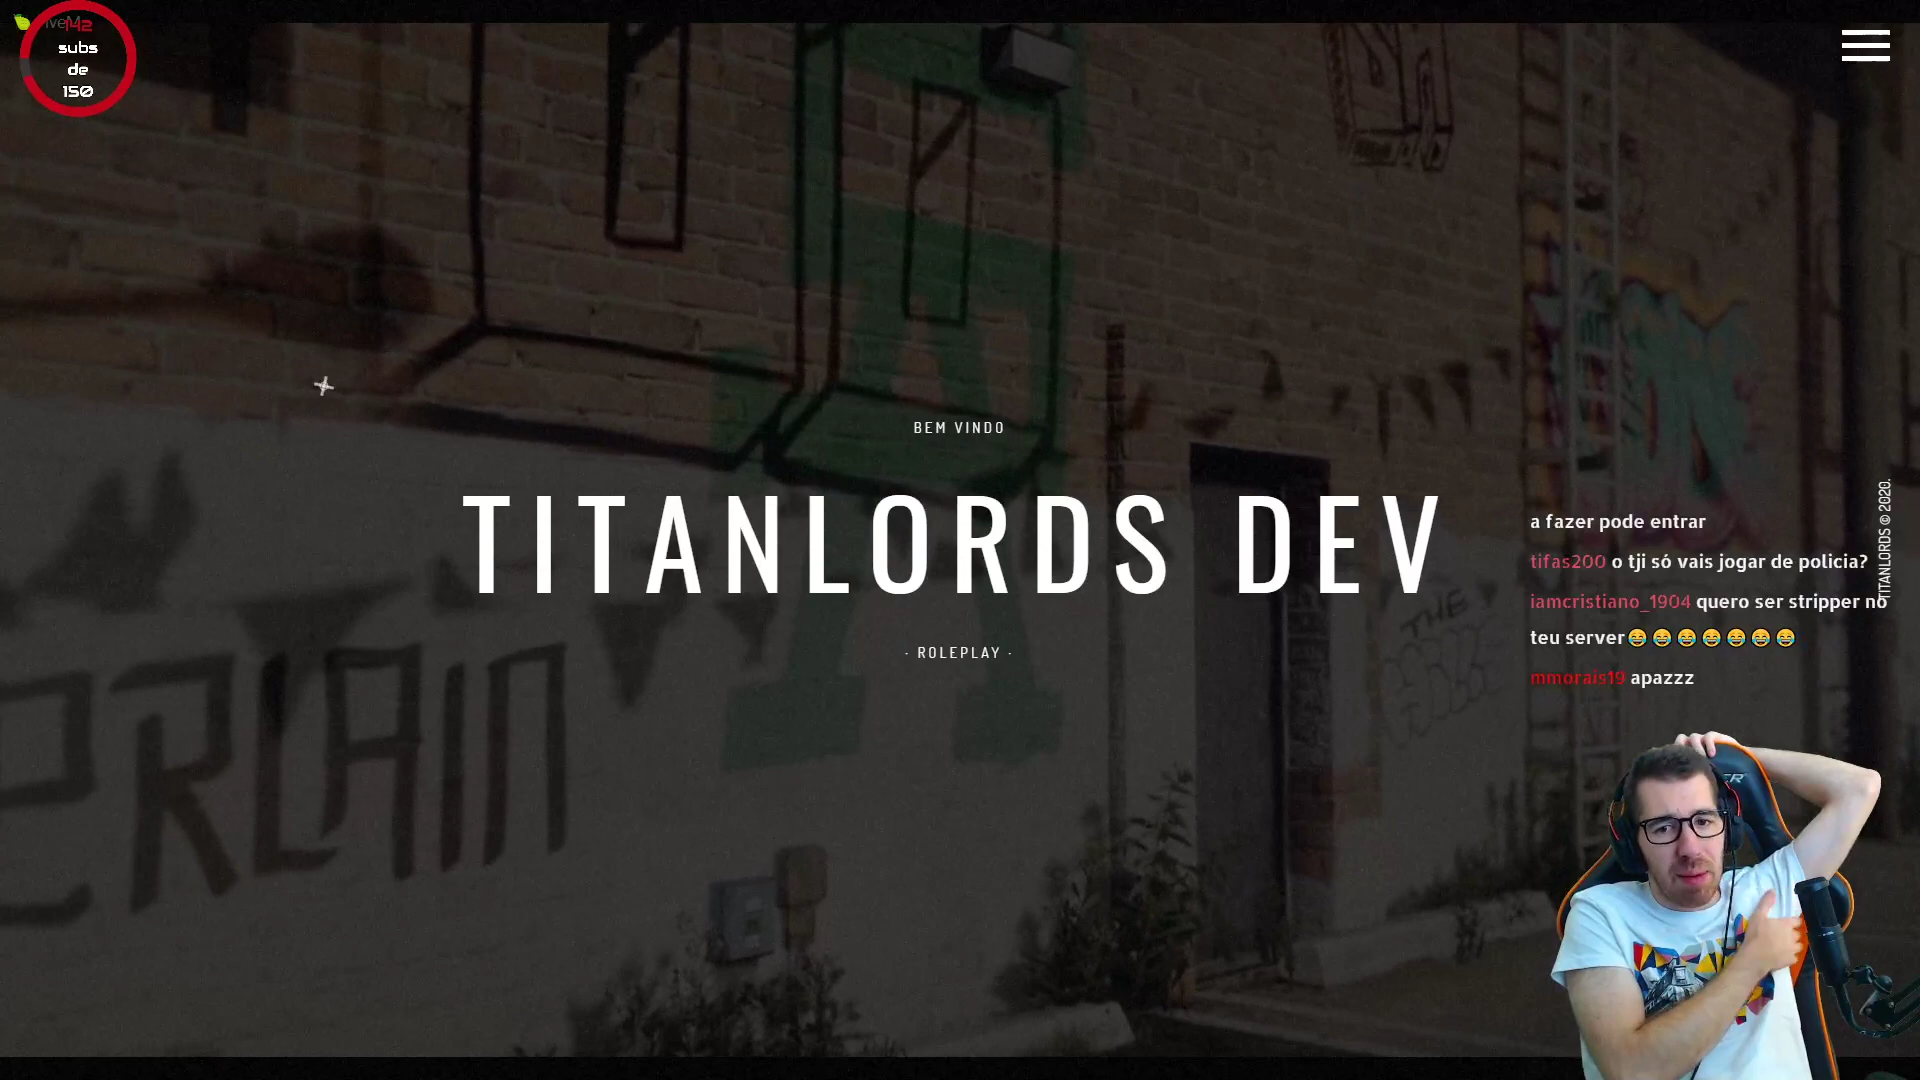 142
subs
de
150
BEM VINDO
TITANLORDS DEV
· ROLEPLAY ·
TITANLORDS © 2020.
a fazer pode entrar
tifas200 o tji só vais jogar de policia?
iamcristiano_1904 quero ser stripper no
teu server😂😂😂😂😂😂😂
mmorais19 apazzz
THE